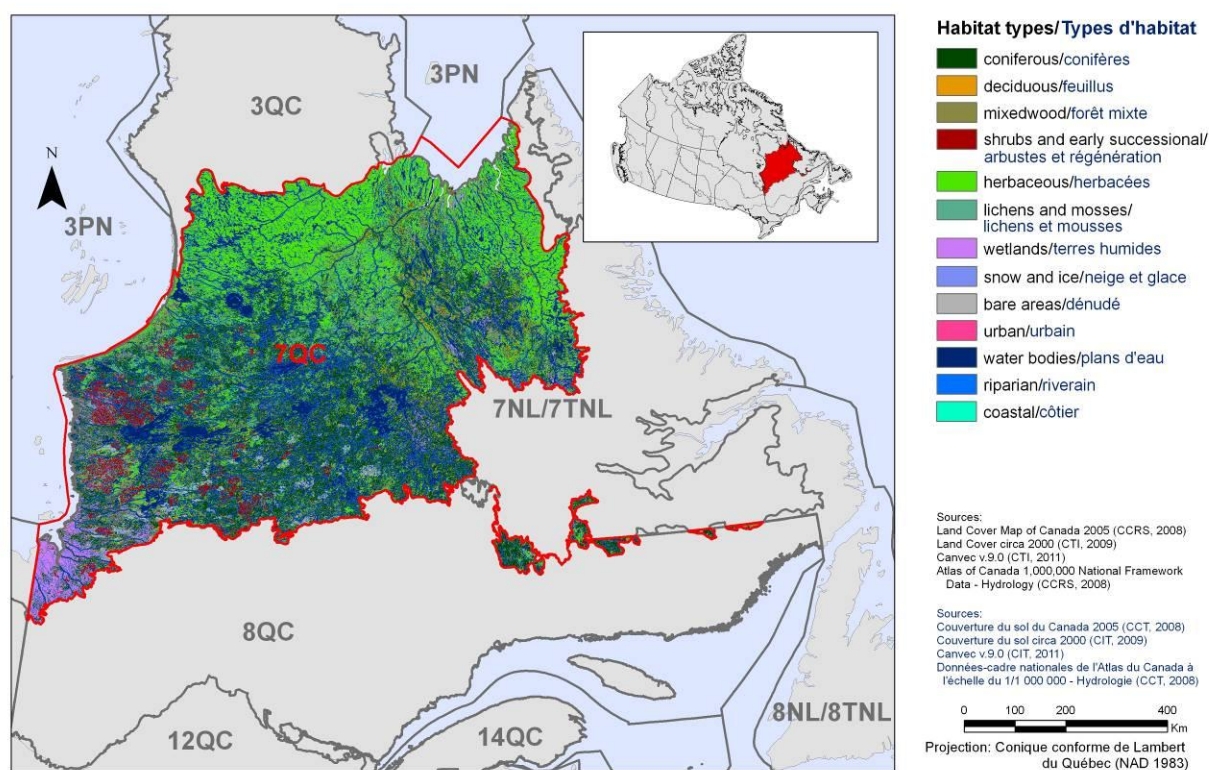 3PN
3QC
N
3PN
7QC
7NL/7TNL
8QC
12QC
14QC
8NL/8TNL
Habitat types/Types d'habitat
coniferous/conifères
deciduous/feuillus
mixedwood/forêt mixte
shrubs and early successional/
arbustes et régénération
herbaceous/herbacées
lichens and mosses/
lichens et mousses
wetlands/terres humides
snow and ice/neige et glace
bare areas/dénudé
urban/urbain
water bodies/plans d'eau
riparian/riverain
coastal/côtier
Sources:
Land Cover Map of Canada 2005 (CCRS, 2008)
Land Cover circa 2000 (CTI, 2009)
Canvec v.9.0 (CTI, 2011)
Atlas of Canada 1,000,000 National Framework
Data - Hydrology (CCRS, 2008)
Sources:
Couverture du sol du Canada 2005 (CCT, 2008)
Couverture du sol circa 2000 (CIT, 2009)
Canvec v.9.0 (CIT, 2011)
Données-cadre nationales de l'Atlas du Canada à
l'échelle du 1/1 000 000 - Hydrologie (CCT, 2008)
0 100 200 400
Km
Projection: Conique conforme de Lambert
du Québec (NAD 1983)